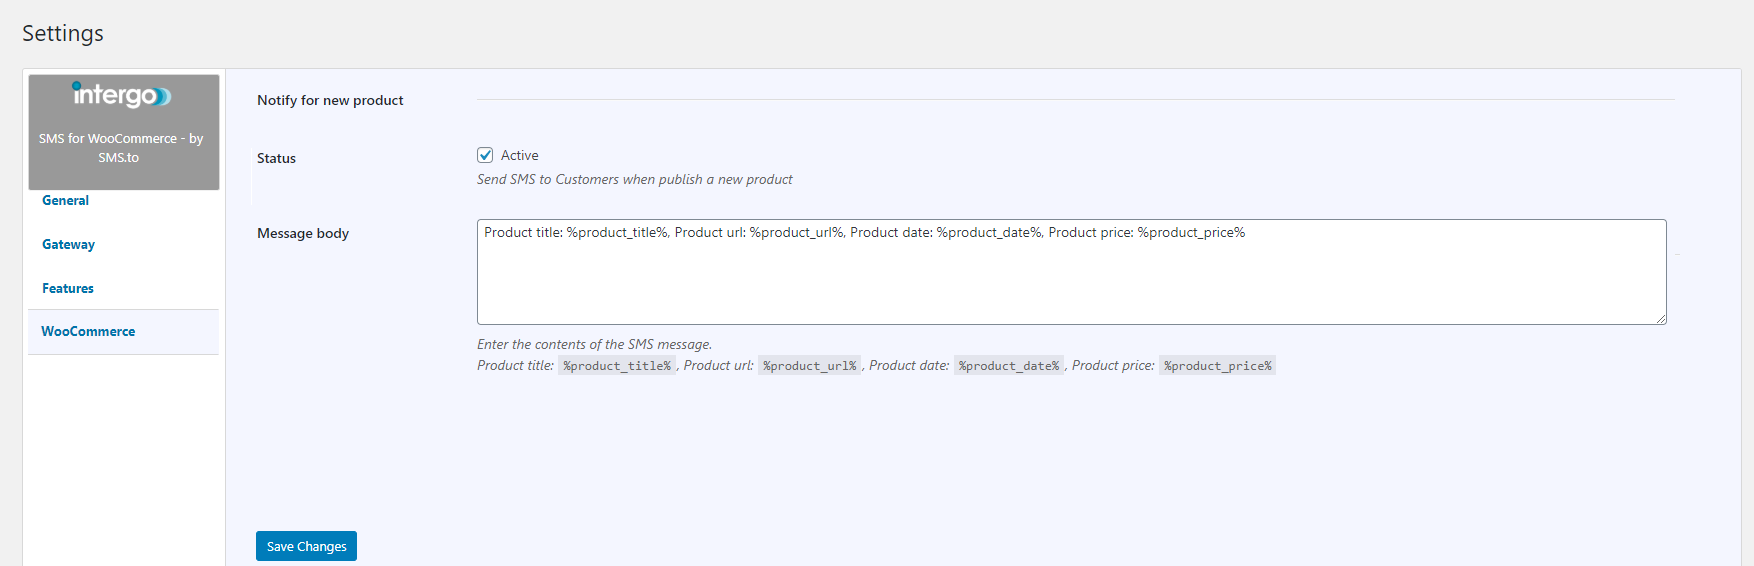 Settings
intergo
SMS for WooCommerce - by
SMS.to
General
Gateway
Features
WooCommerce
Notify for new product
Status
Active
Send SMS to Customers when publish a new product
Message body
Product title: %product_title%, Product url: %product_url%, Product date: %product_date%, Product price: %product_price%
Enter the contents of the SMS message.
Product title: %product_title% , Product url: %product_url% , Product date: %product_date% , Product price: %product_price%
Save Changes